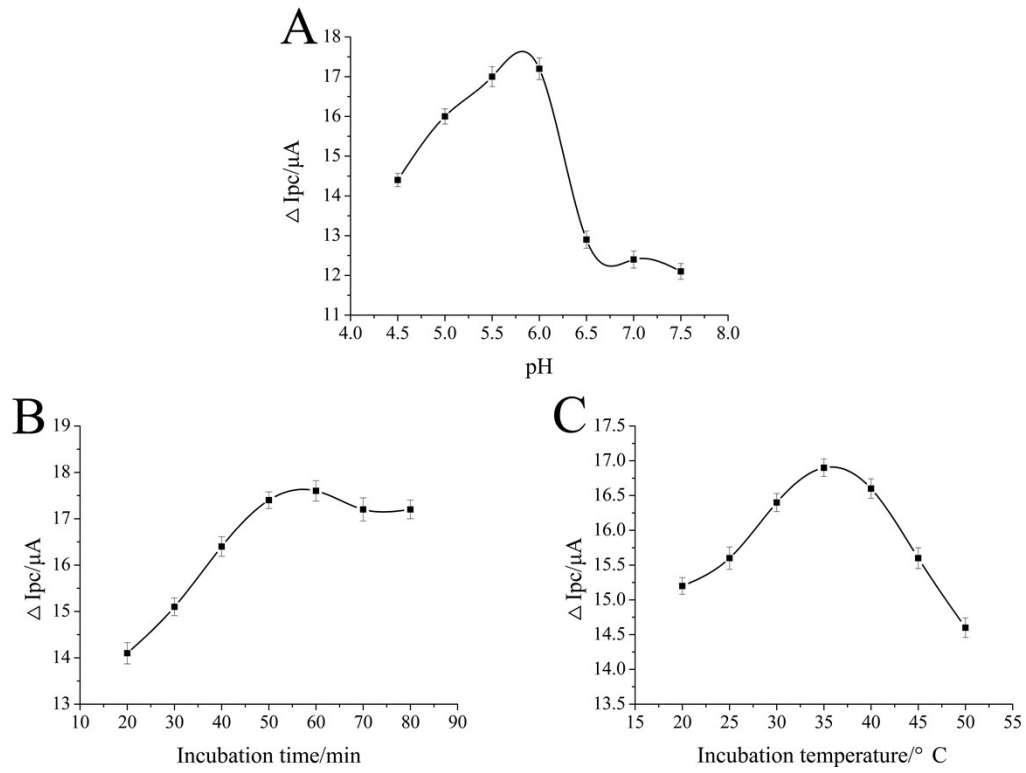 A
18
17
16
15
14
13
12
11
△ Ipc/μA
4.0 4.5 5.0 5.5 6.0 6.5 7.0 7.5 8.0
pH
B
19
18
17
16
15
14
13
△ Ipc/μA
10 20 30 40 50 60 70 80 90
Incubation time/min
C
17.5
17.0
16.5
16.0
15.5
15.0
14.5
14.0
13.5
△ Ipc/μA
15 20 25 30 35 40 45 50 55
Incubation temperature/° C